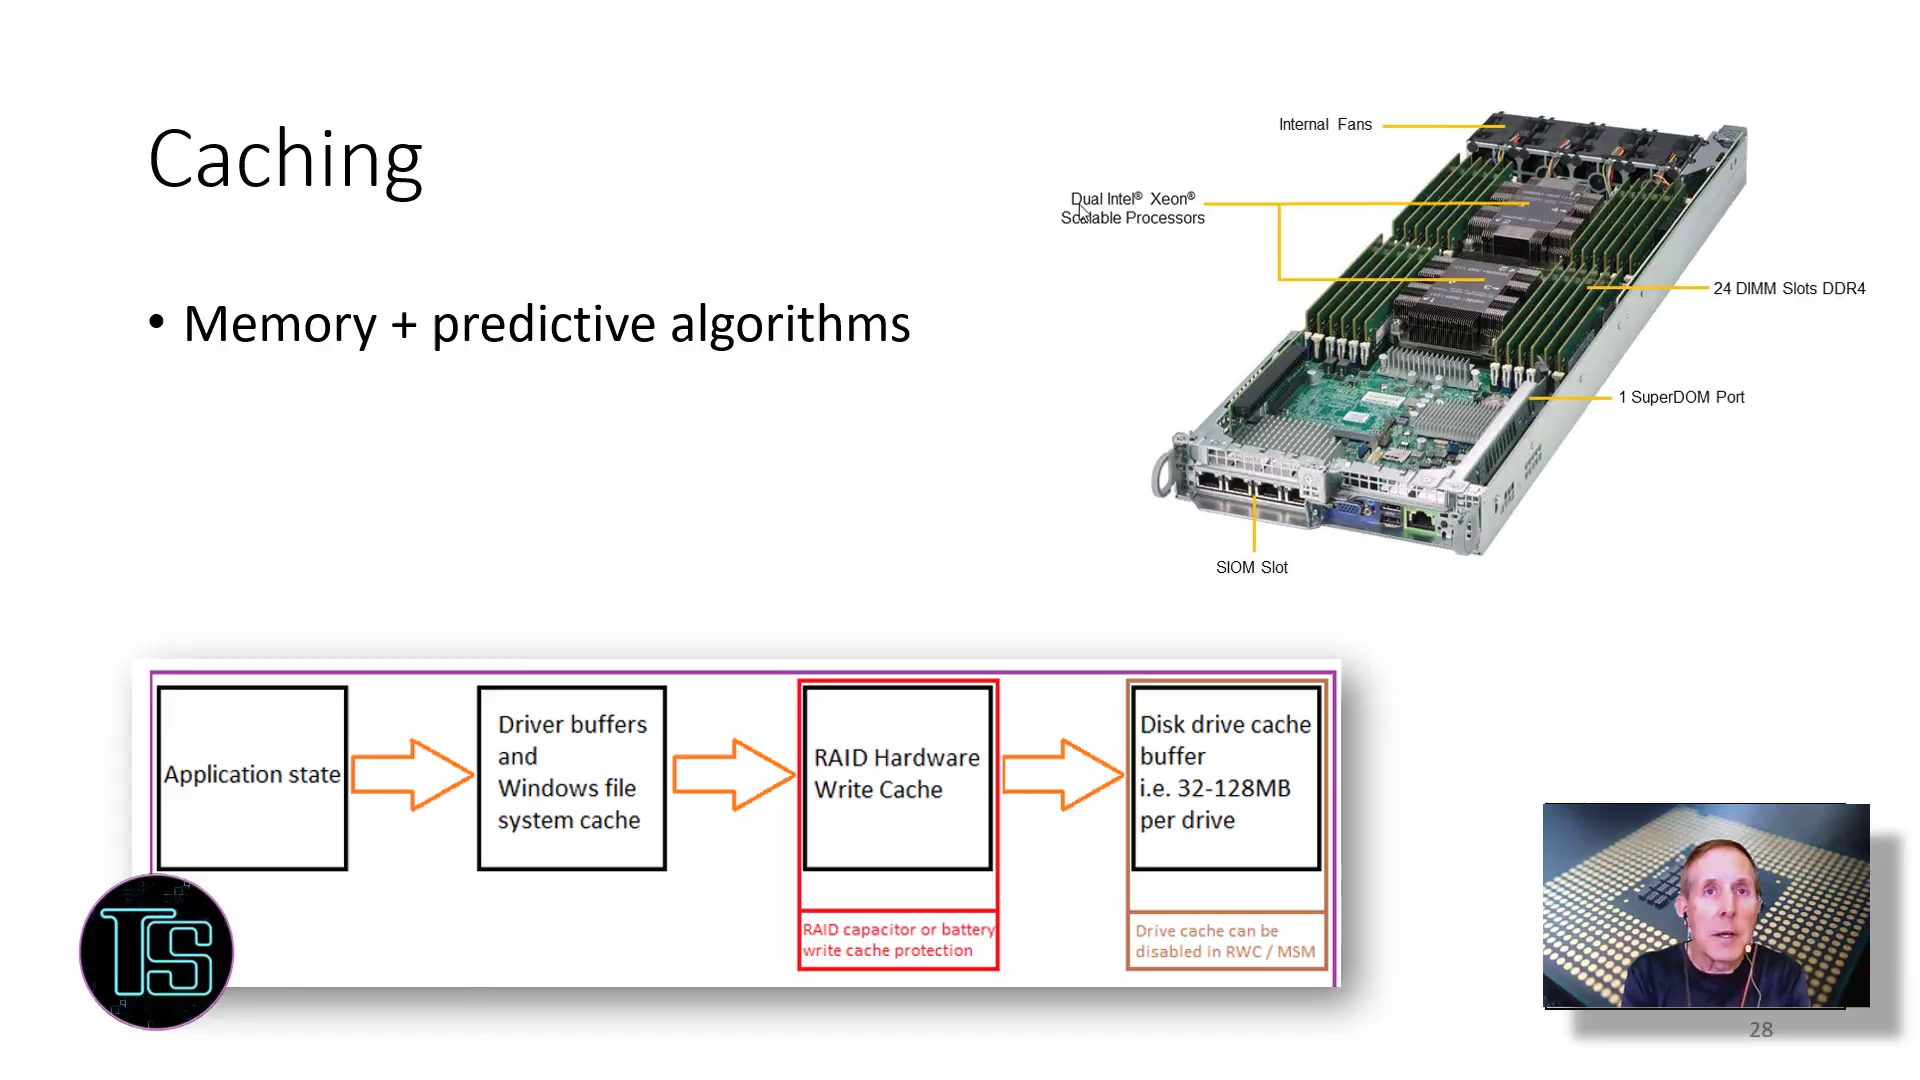 Caching
• Memory + predictive algorithms
Internal Fans
Dual Intel® Xeon®
Scalable Processors
24 DIMM Slots DDR4
1 SuperDOM Port
SIOM Slot
Application state
Driver buffers
and
Windows file
system cache
RAID Hardware
Write Cache
RAID capacitor or battery
write cache protection
Disk drive cache
buffer
i.e. 32-128MB
per drive
Drive cache can be
disabled in RWC / MSM
TS
28